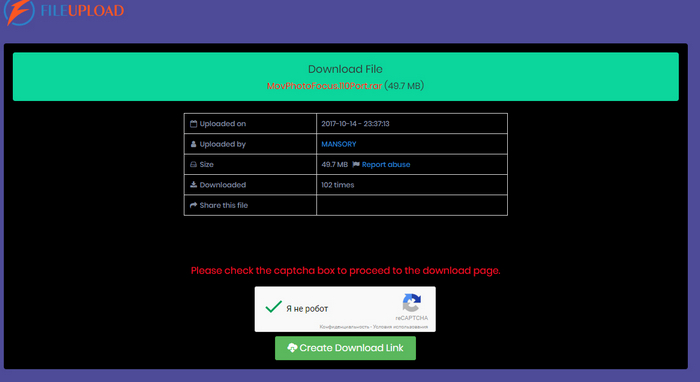 FILEUPLOAD
Download File
MovPhotoFocus.110Port.rar (49.7 MB)
Uploaded on 2017-10-14 - 23:37:13
Uploaded by MANSORY
Size 49.7 MB Report abuse
Downloaded 102 times
Share this file
Please check the captcha box to proceed to the download page.
Я не робот
reCAPTCHA
Конфиденциальность - Условия использования
Create Download Link